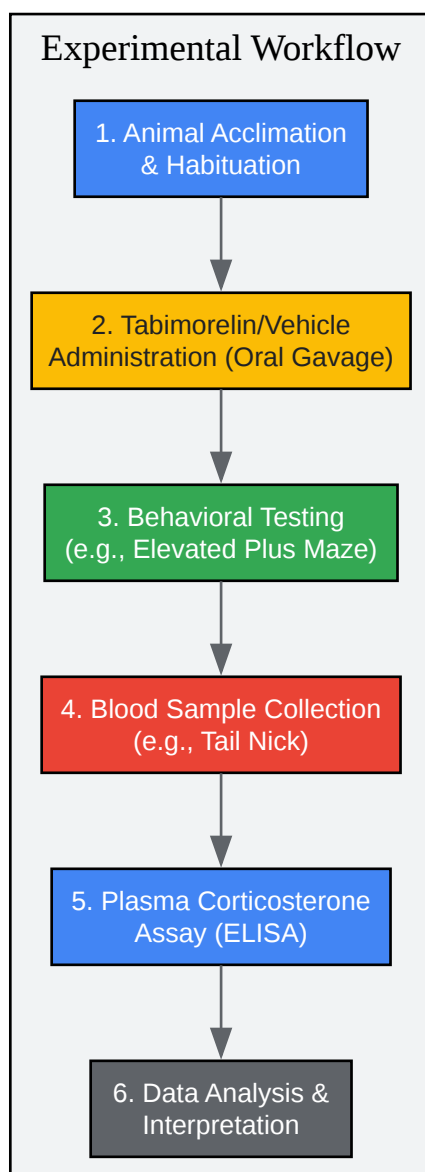 Experimental Workflow
1. Animal Acclimation
& Habituation
2. Tabimorelin/Vehicle
Administration (Oral Gavage)
3. Behavioral Testing
(e.g., Elevated Plus Maze)
4. Blood Sample Collection
(e.g., Tail Nick)
5. Plasma Corticosterone
Assay (ELISA)
6. Data Analysis &
Interpretation